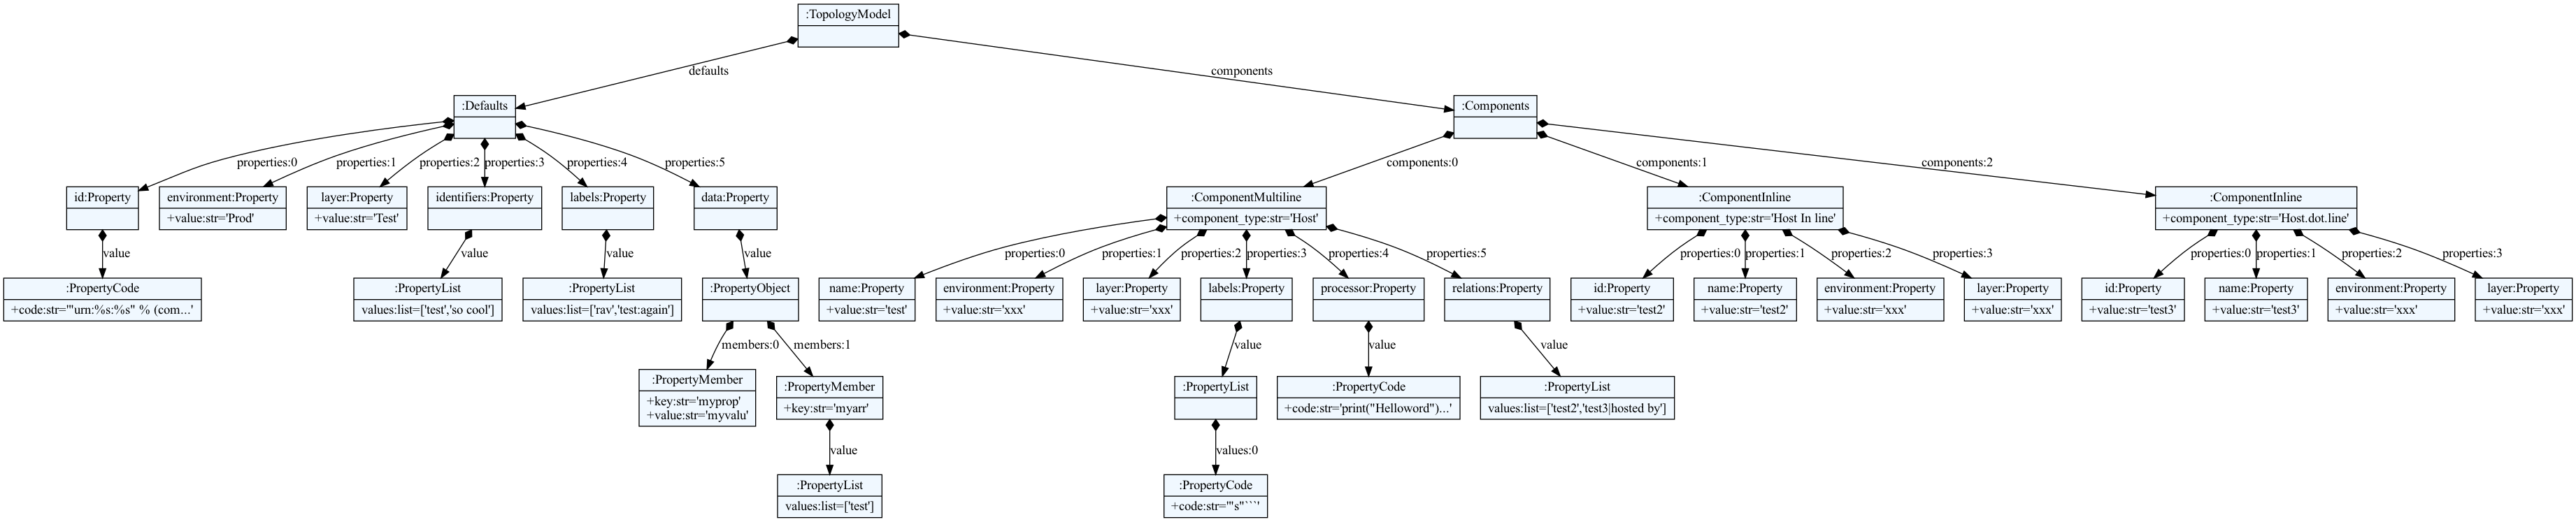 :TopologyModel
defaults
components
:Defaults
:Components
properties:0
properties:1
properties:2
properties:3
properties:4
properties:5
components:0
components:1
components:2
id:Property
environment:Property
+value:str='Prod'
layer:Property
+value:str='Test'
identifiers:Property
labels:Property
data:Property
:ComponentMultiline
+component_type:str='Host'
:ComponentInline
+component_type:str='Host In line'
:ComponentInline
+component_type:str='Host.dot.line'
value
value
value
value
properties:0
properties:1
properties:2
properties:3
properties:4
properties:5
properties:0
properties:1
properties:2
properties:3
properties:0
properties:1
properties:2
properties:3
:PropertyCode
+code:str='"urn:%s:%s" % (com...'
:PropertyList
values:list=['test','so cool']
:PropertyList
values:list=['rav','test:again']
:PropertyObject
name:Property
+value:str='test'
environment:Property
+value:str='xxx'
layer:Property
+value:str='xxx'
labels:Property
processor:Property
relations:Property
id:Property
+value:str='test2'
name:Property
+value:str='test2'
environment:Property
+value:str='xxx'
layer:Property
+value:str='xxx'
id:Property
+value:str='test3'
name:Property
+value:str='test3'
environment:Property
+value:str='xxx'
layer:Property
+value:str='xxx'
members:0
members:1
value
value
value
:PropertyMember
+key:str='myprop'
+value:str='myvalu'
:PropertyMember
+key:str='myarr'
:PropertyList
:PropertyCode
+code:str='print("Helloword")...'
:PropertyList
values:list=['test2','test3|hosted by']
value
values:0
:PropertyList
values:list=['test']
:PropertyCode
+code:str='"s"```'